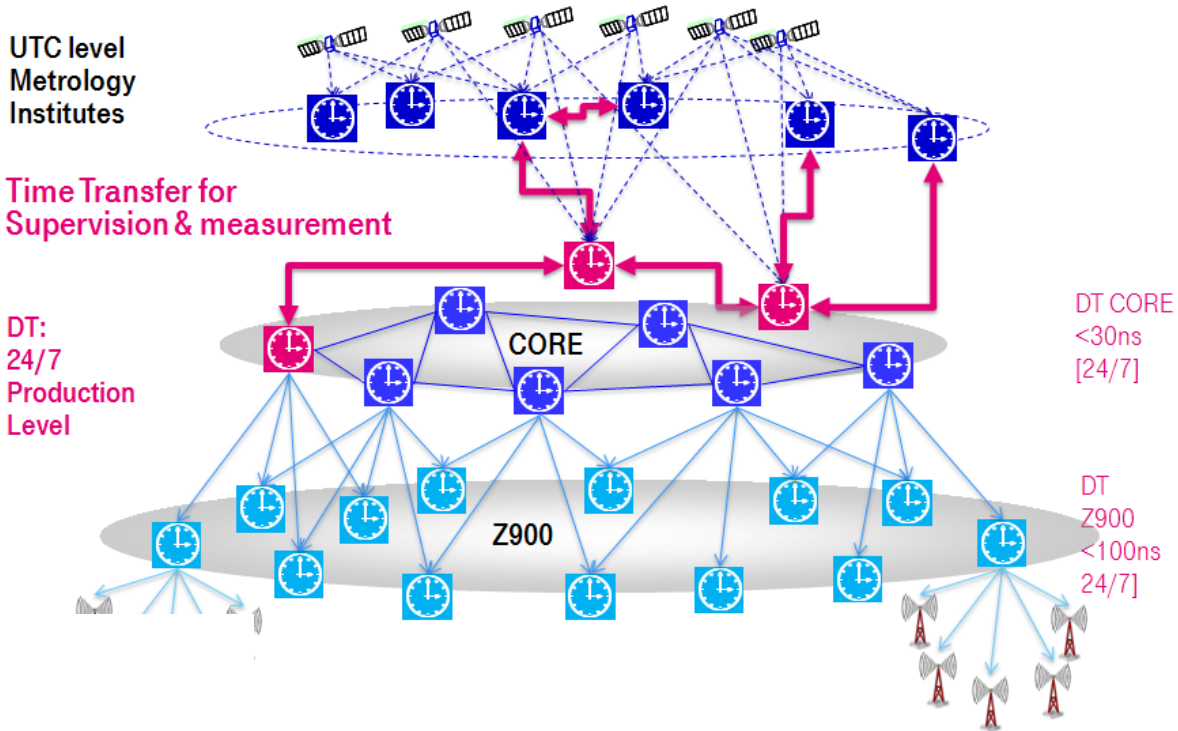 UTC level
Metrology
Institutes
Time Transfer for
Supervision & measurement
DT:
24/7
Production
Level
CORE
DT CORE
<30ns
[24/7]
Z900
DT
Z900
<100ns
24/7]